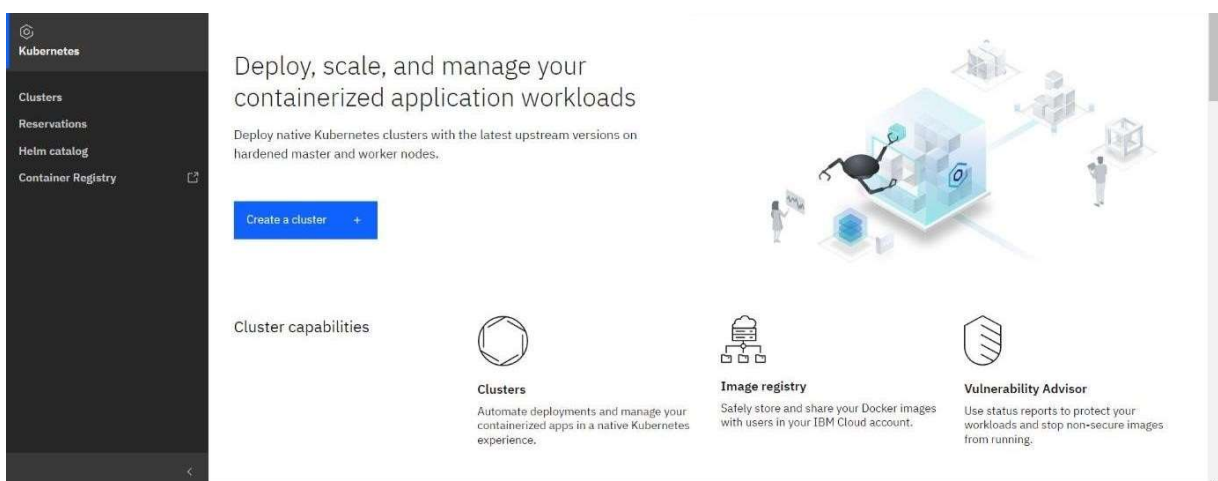 Kubernetes
Clusters
Reservations
Helm catalog
Container Registry
Deploy, scale, and manage your
containerized application workloads
Deploy native Kubernetes clusters with the latest upstream versions on
hardened master and worker nodes.
Create a cluster +
Cluster capabilities
Clusters
Automate deployments and manage your
containerized apps in a native Kubernetes
experience.
Image registry
Safely store and share your Docker images
with users in your IBM Cloud account.
Vulnerability Advisor
Use status reports to protect your
workloads and stop non-secure images
from running.